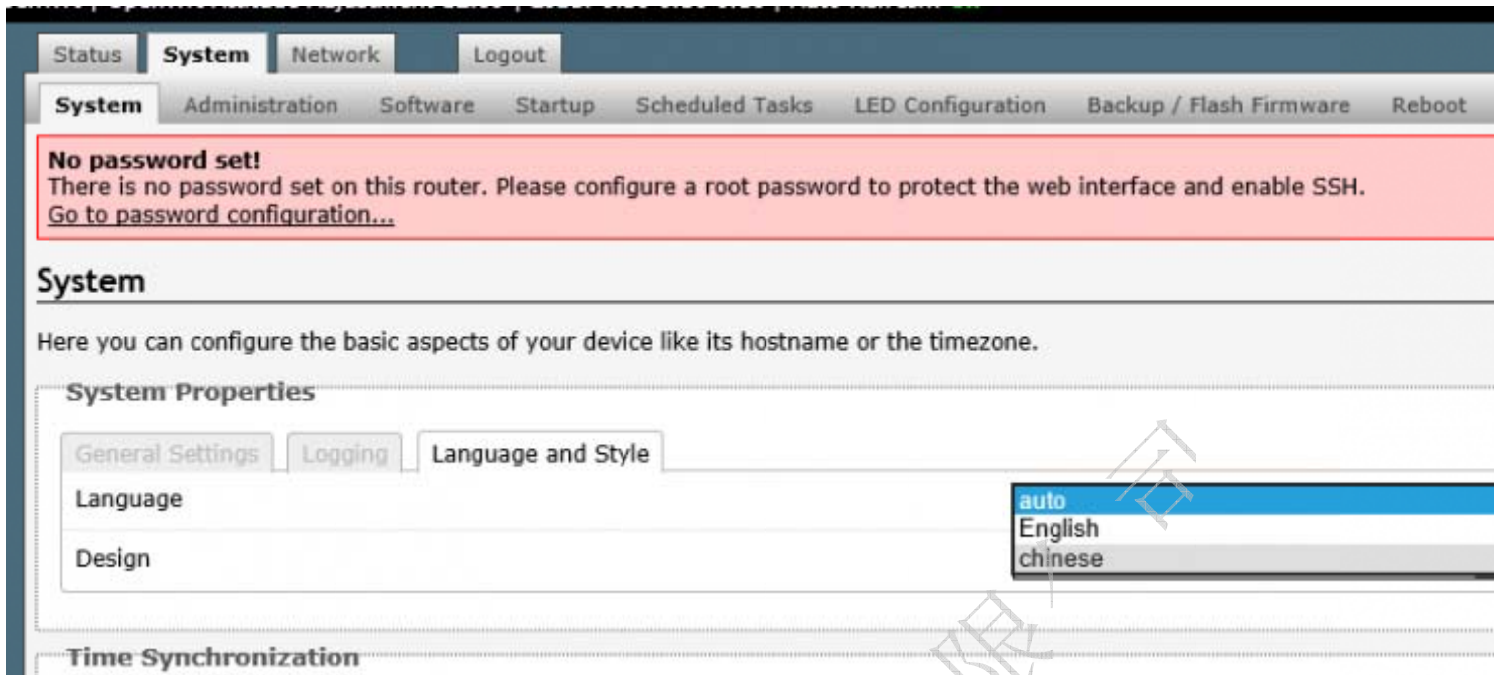 Status System Network Logout
System Administration Software Startup Scheduled Tasks LED Configuration Backup / Flash Firmware Reboot
No password set!
There is no password set on this router. Please configure a root password to protect the web interface and enable SSH.
Go to password configuration...
System
Here you can configure the basic aspects of your device like its hostname or the timezone.
System Properties
General Settings Logging Language and Style
Language auto
English
chinese
Design
Time Synchronization
司
限